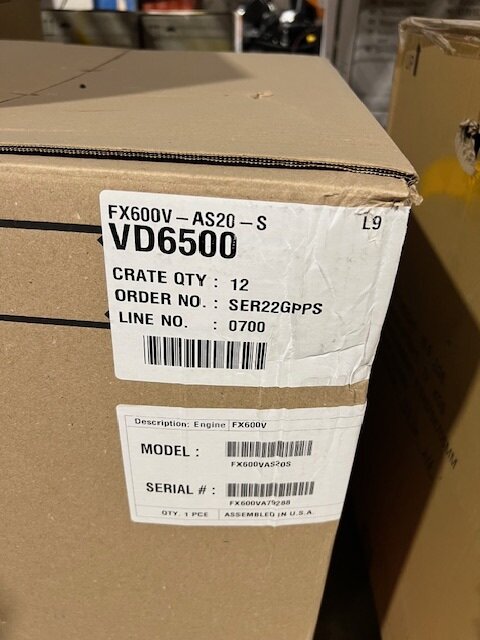 FX600V-AS20-S
L9
VD6500
CRATE QTY : 12
ORDER NO. : SER22GPPS
LINE NO. : 0700
Description: Engine FX600V
MODEL :
FX600VAS20S
SERIAL # :
FX600VA79288
QTY. 1 PCE ASSEMBLED IN U.S.A.